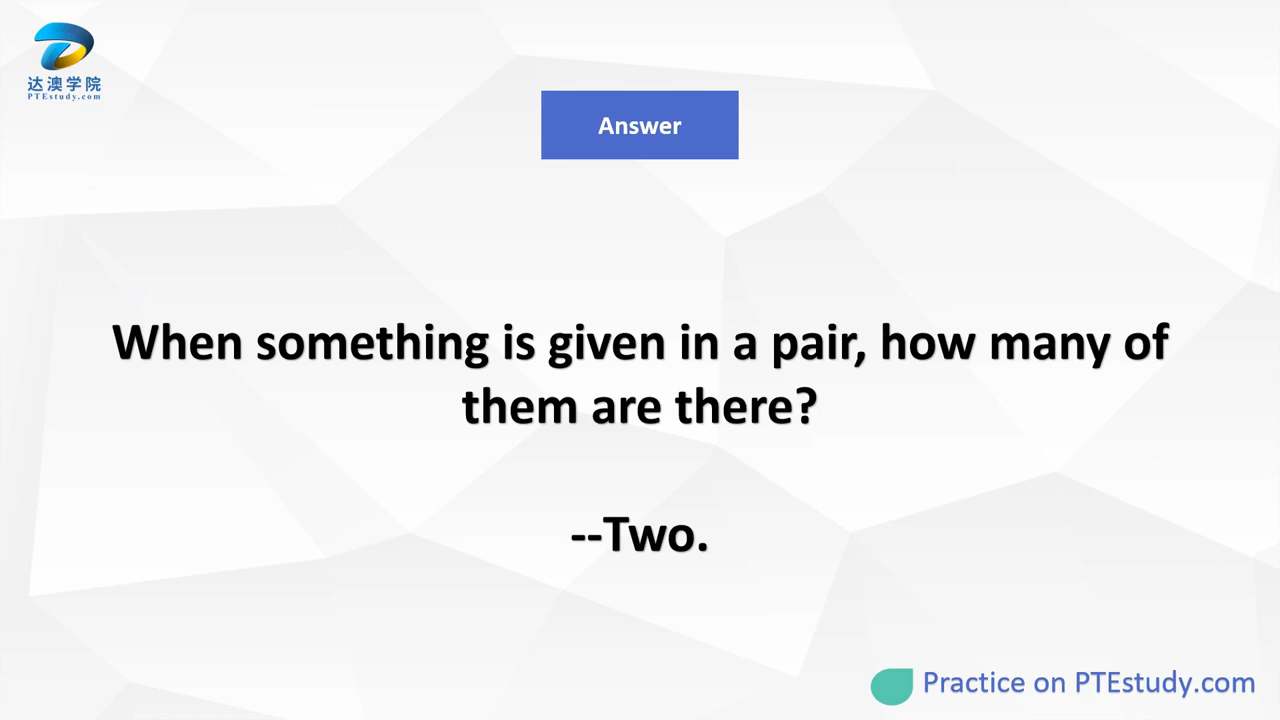 达澳学院
PTEstudy.com
Answer
When something is given in a pair, how many of
them are there?
--Two.
Practice on PTEstudy.com